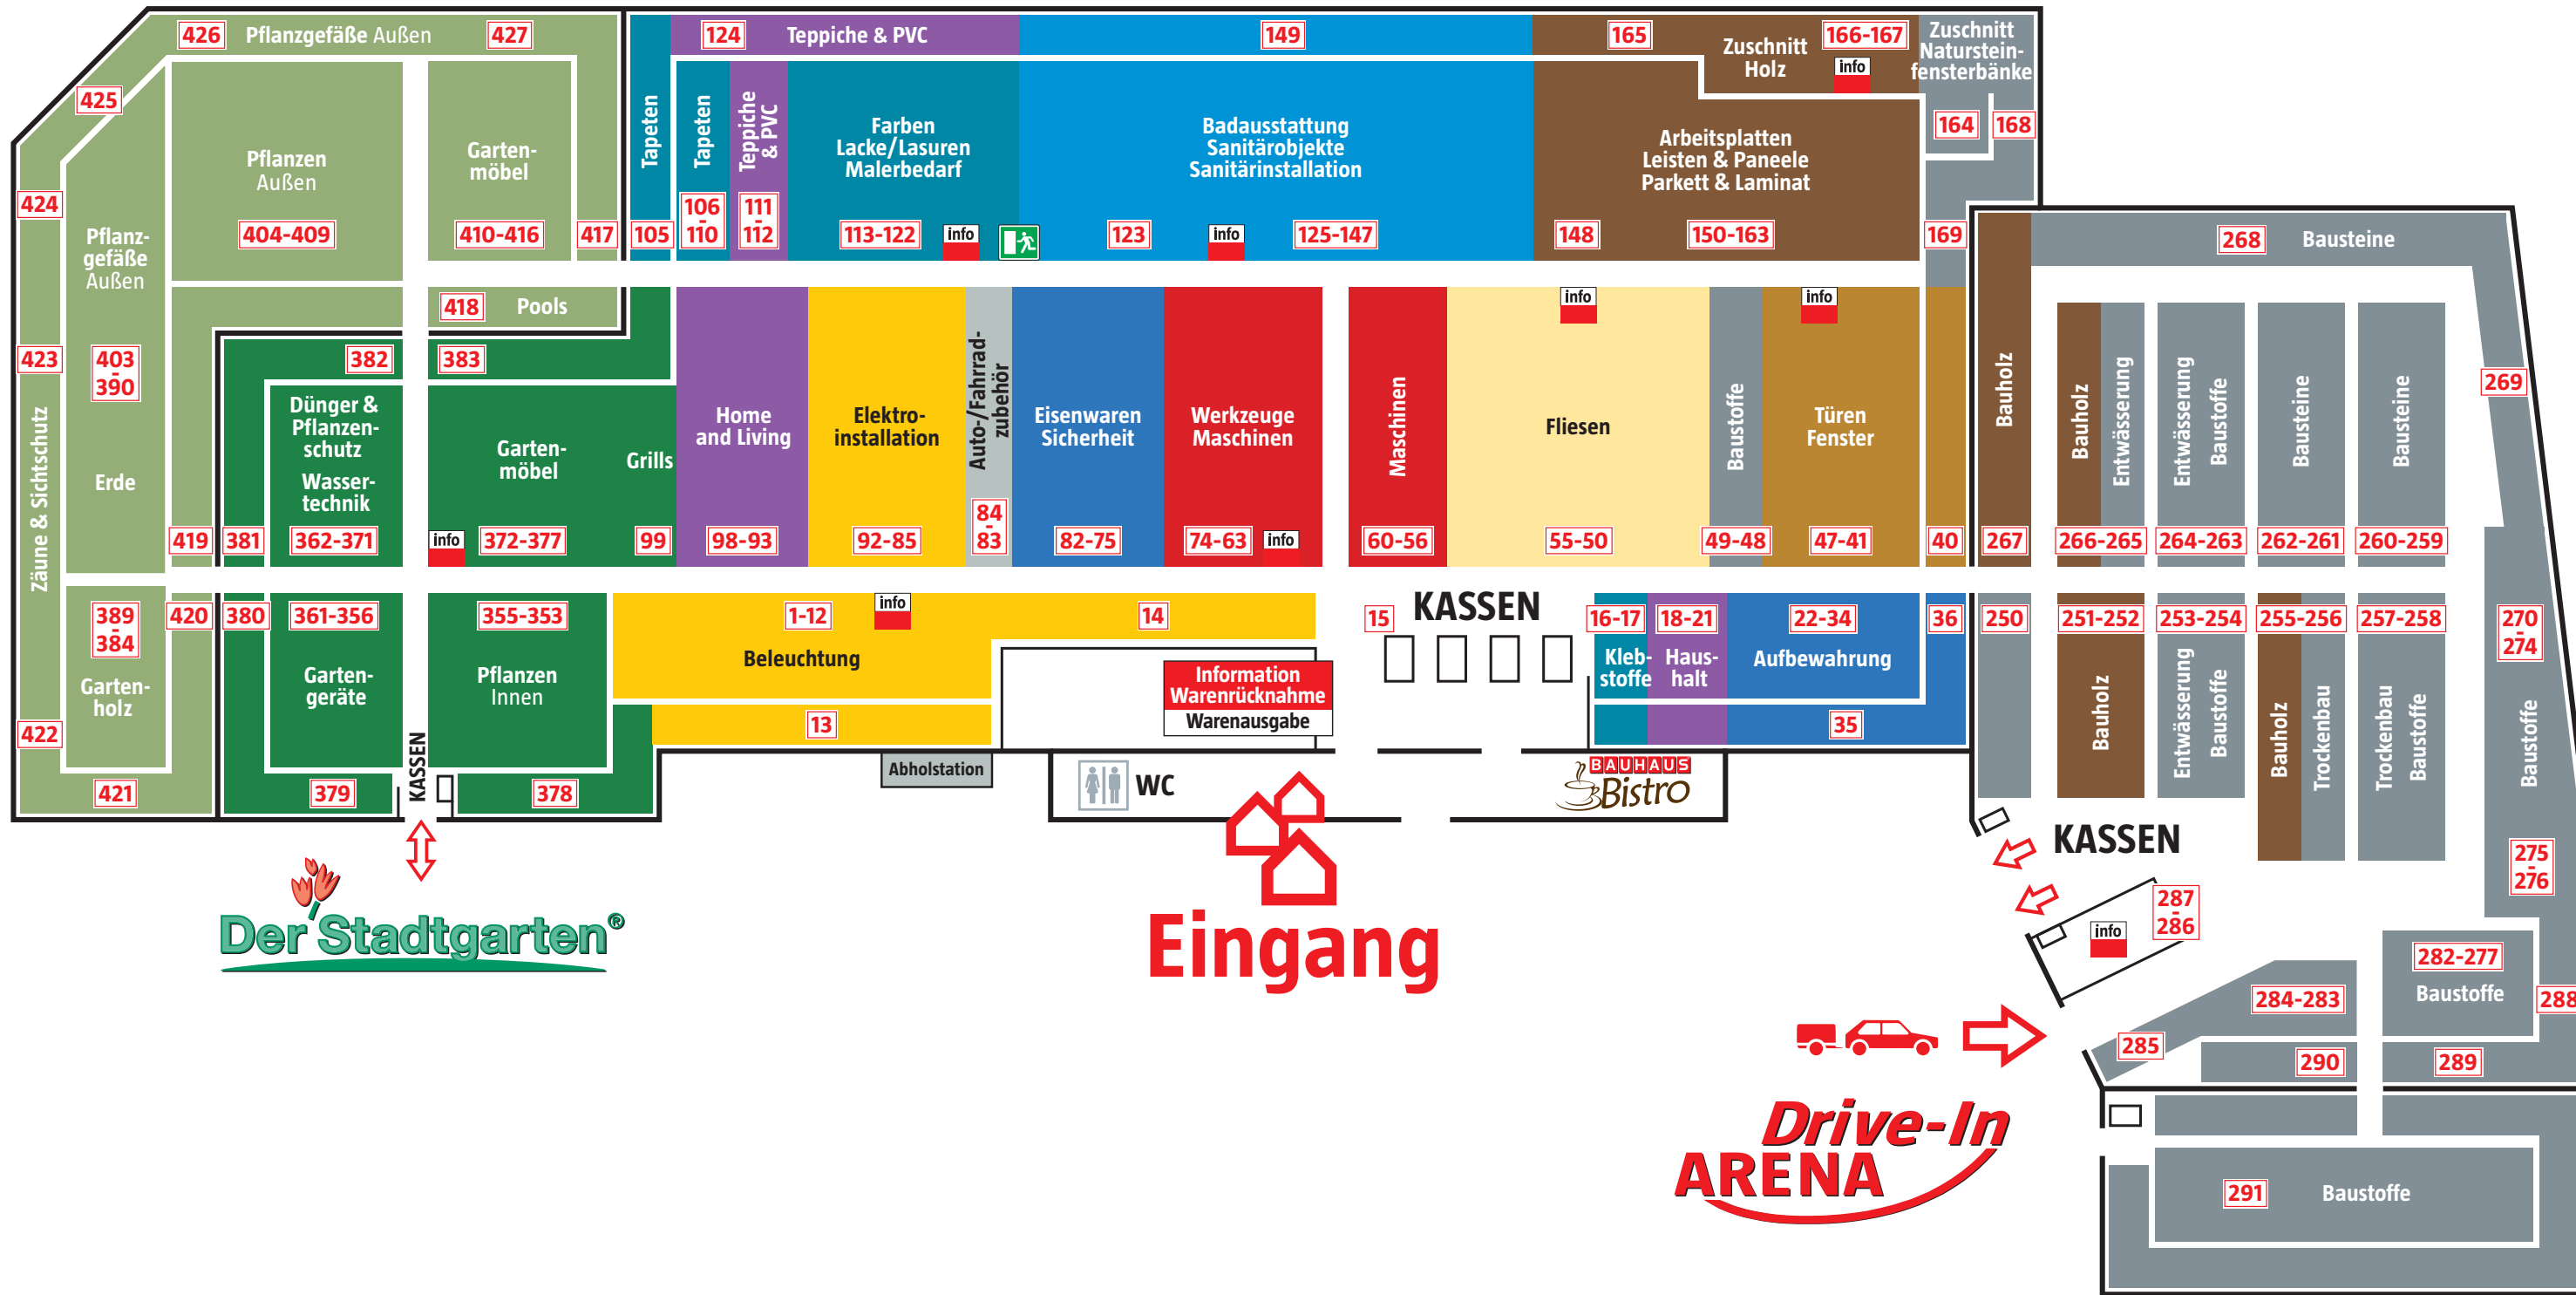 426 Pflanzgefäße Außen 427
124 Teppiche & PVC
149
165
Zuschnitt
Holz
166-167
info
Zuschnitt
Naturstein-
fensterbänke
425
424
423
Zäune & Sichtschutz
422
421
Pflanzen
Außen
404-409
Garten-
möbel
410-416
417
Pflanz-
gefäße
Außen
403
-
390
Erde
418 Pools
419
389
-
384
Garten-
holz
420
Tapeten
105
Tapeten
106
-
110
Teppiche
& PVC
111
-
112
Farben
Lacke/Lasuren
Malerbedarf
113-122
info
Badausstattung
Sanitärobjekte
Sanitärinstallation
123
info
125-147
Arbeitsplatten
Leisten & Paneele
Parkett & Laminat
148
150-163
164
168
169
382
383
381
Dünger &
Pflanzen-
schutz
Wasser-
technik
362-371
info
Garten-
möbel
372-377
Grills
99
Home
and Living
98-93
Elektro-
installation
92-85
Auto-/Fahrrad-
zubehör
84
-
83
Eisenwaren
Sicherheit
82-75
Werkzeuge
Maschinen
74-63
info
Maschinen
60-56
info
Fliesen
55-50
Baustoffe
49-48
info
Türen
Fenster
47-41
40
Bauholz
267
268 Bausteine
269
Bauholz
Entwässerung
266-265
Entwässerung
Baustoffe
264-263
Bausteine
262-261
Bausteine
260-259
380
361-356
Garten-
geräte
379
KASSEN
355-353
Pflanzen
Innen
378
1-12
info
14
Beleuchtung
13
Information
Warenrücknahme
Warenausgabe
Abholstation
WC
15
KASSEN
16-17
Kleb-
stoffe
18-21
Haus-
halt
22-34
Aufbewahrung
36
35
BAUHAUS
Bistro
250
251-252
Bauholz
253-254
Entwässerung
Baustoffe
255-256
Bauholz
Trockenbau
257-258
Trockenbau
Baustoffe
270
-
274
Baustoffe
275
-
276
KASSEN
287
-
286
info
282-277
Baustoffe
284-283
288
285
290
289
291 Baustoffe
Der Stadtgarten®
Eingang
Drive-In
ARENA